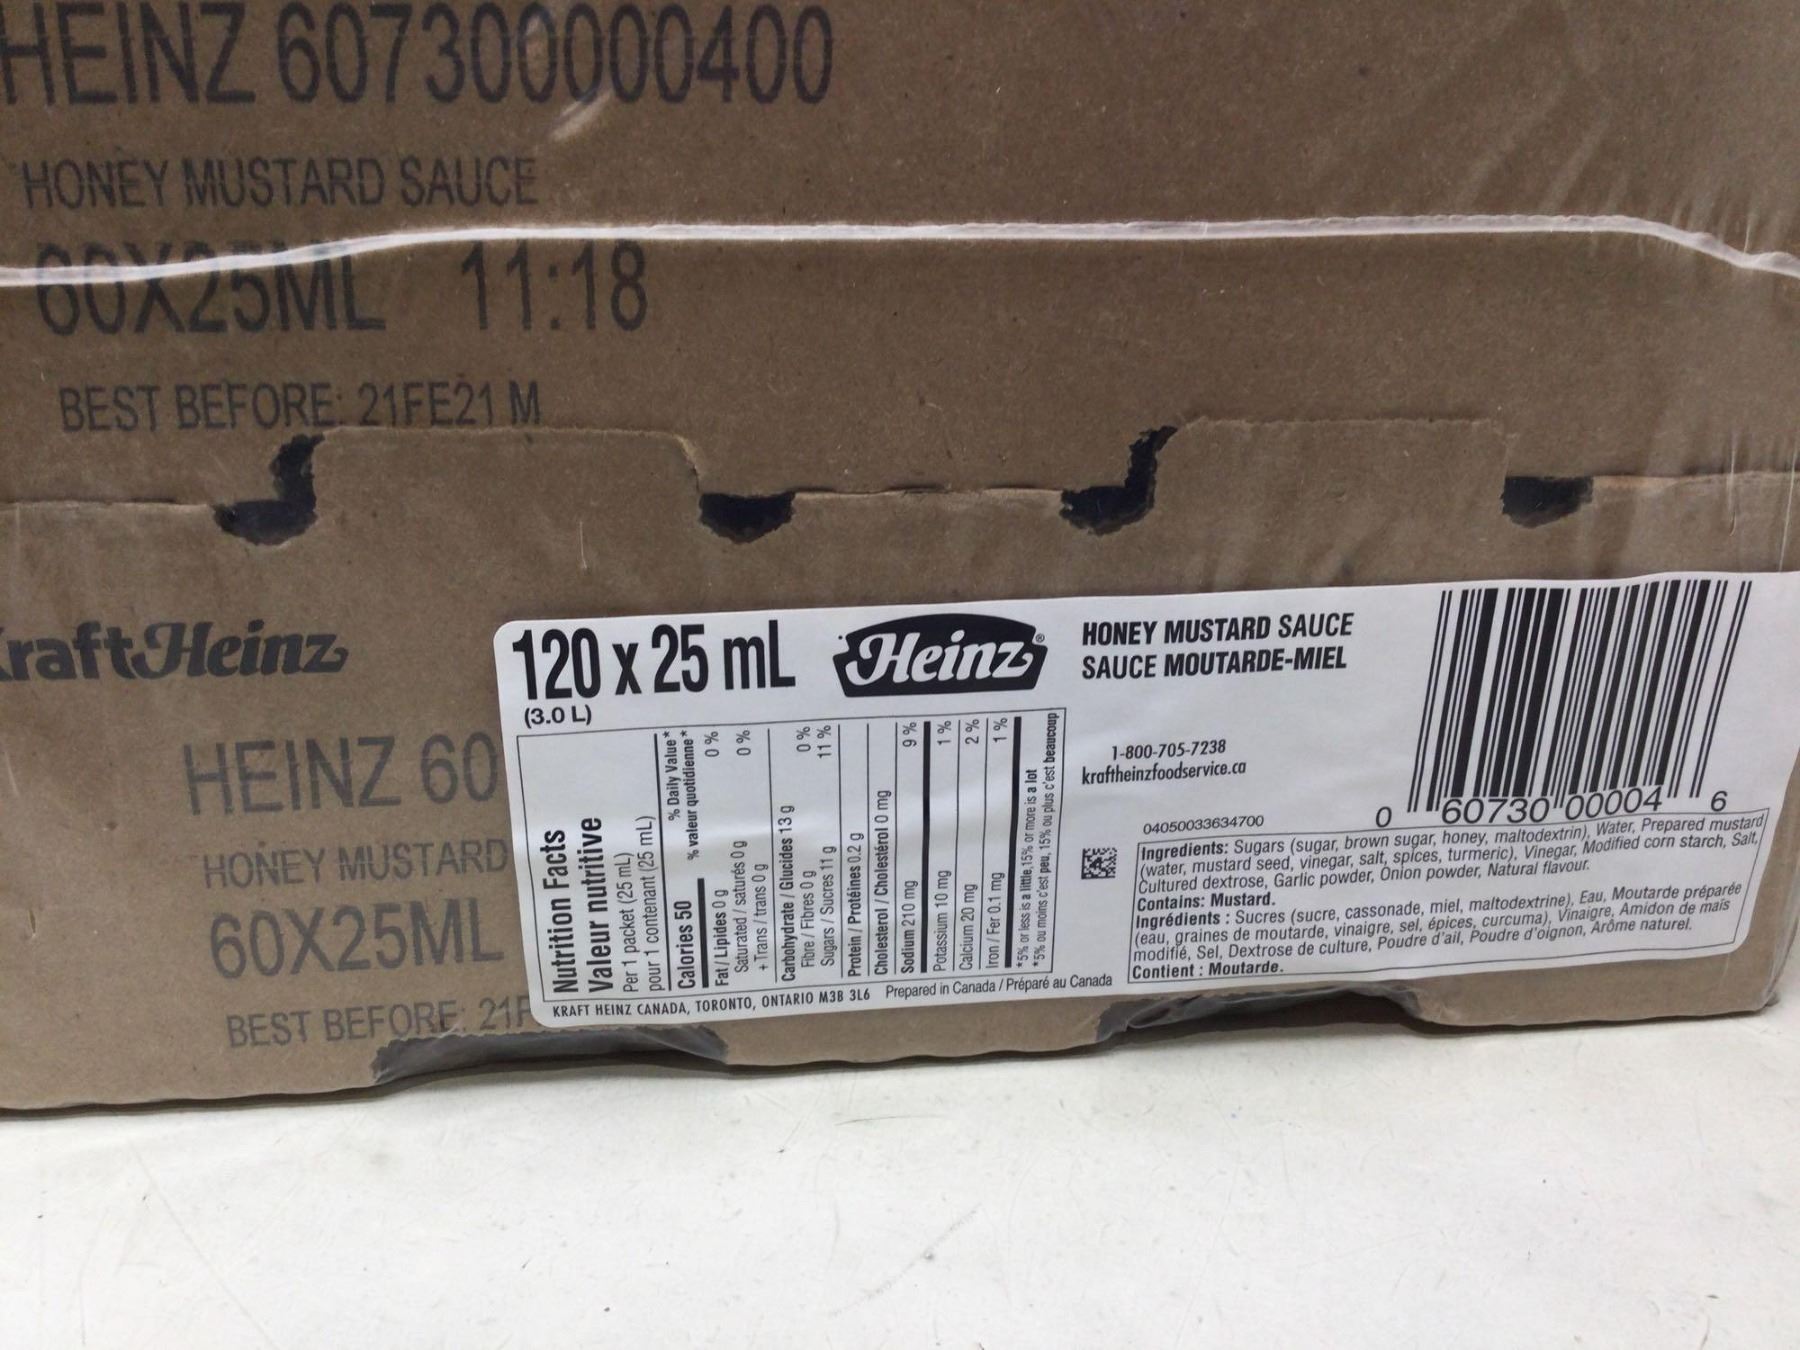 HEINZ 607300000400
HONEY MUSTARD SAUCE
60X25ML 11:18
BEST BEFORE: 21FE21 M
KraftHeinz
HEINZ 60
HONEY MUSTARD
60X25ML
BEST BEFORE: 21F
120 x 25 mL
(3.0 L)
Heinz®
HONEY MUSTARD SAUCE
SAUCE MOUTARDE-MIEL
1-800-705-7238
kraftheinzfoodservice.ca
04050033634700
0 60730 00004 6
Nutrition Facts
Valeur nutritive
Per 1 packet (25 mL)
pour 1 contenant (25 mL)
% Daily Value*
Calories 50 % valeur quotidienne*
Fat / Lipides 0 g 0 %
Saturated / saturés 0 g 0 %
+ Trans / trans 0 g
Carbohydrate / Glucides 13 g
Fibre / Fibres 0 g 0 %
Sugars / Sucres 11 g 11 %
Protein / Protéines 0.2 g
Cholesterol / Cholestérol 0 mg
Sodium 210 mg 9 %
Potassium 10 mg 1 %
Calcium 20 mg 2 %
Iron / Fer 0.1 mg 1 %
*5% or less is a little, 15% or more is a lot
*5% ou moins c'est peu, 15% ou plus c'est beaucoup
KRAFT HEINZ CANADA, TORONTO, ONTARIO M3B 3L6 Prepared in Canada / Préparé au Canada
Ingredients: Sugars (sugar, brown sugar, honey, maltodextrin), Water, Prepared mustard
(water, mustard seed, vinegar, salt, spices, turmeric), Vinegar, Modified corn starch, Salt,
Cultured dextrose, Garlic powder, Onion powder, Natural flavour.
Contains: Mustard.
Ingrédients : Sucres (sucre, cassonade, miel, maltodextrine), Eau, Moutarde préparée
(eau, graines de moutarde, vinaigre, sel, épices, curcuma), Vinaigre, Amidon de maïs
modifié, Sel, Dextrose de culture, Poudre d'ail, Poudre d'oignon, Arôme naturel.
Contient : Moutarde.